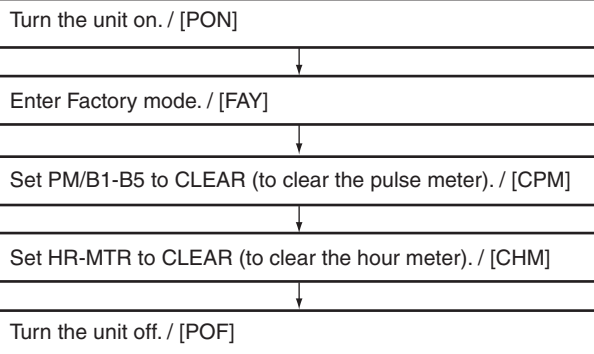 Turn the unit on. / [PON]
Enter Factory mode. / [FAY]
Set PM/B1-B5 to CLEAR (to clear the pulse meter). / [CPM]
Set HR-MTR to CLEAR (to clear the hour meter). / [CHM]
Turn the unit off. / [POF]